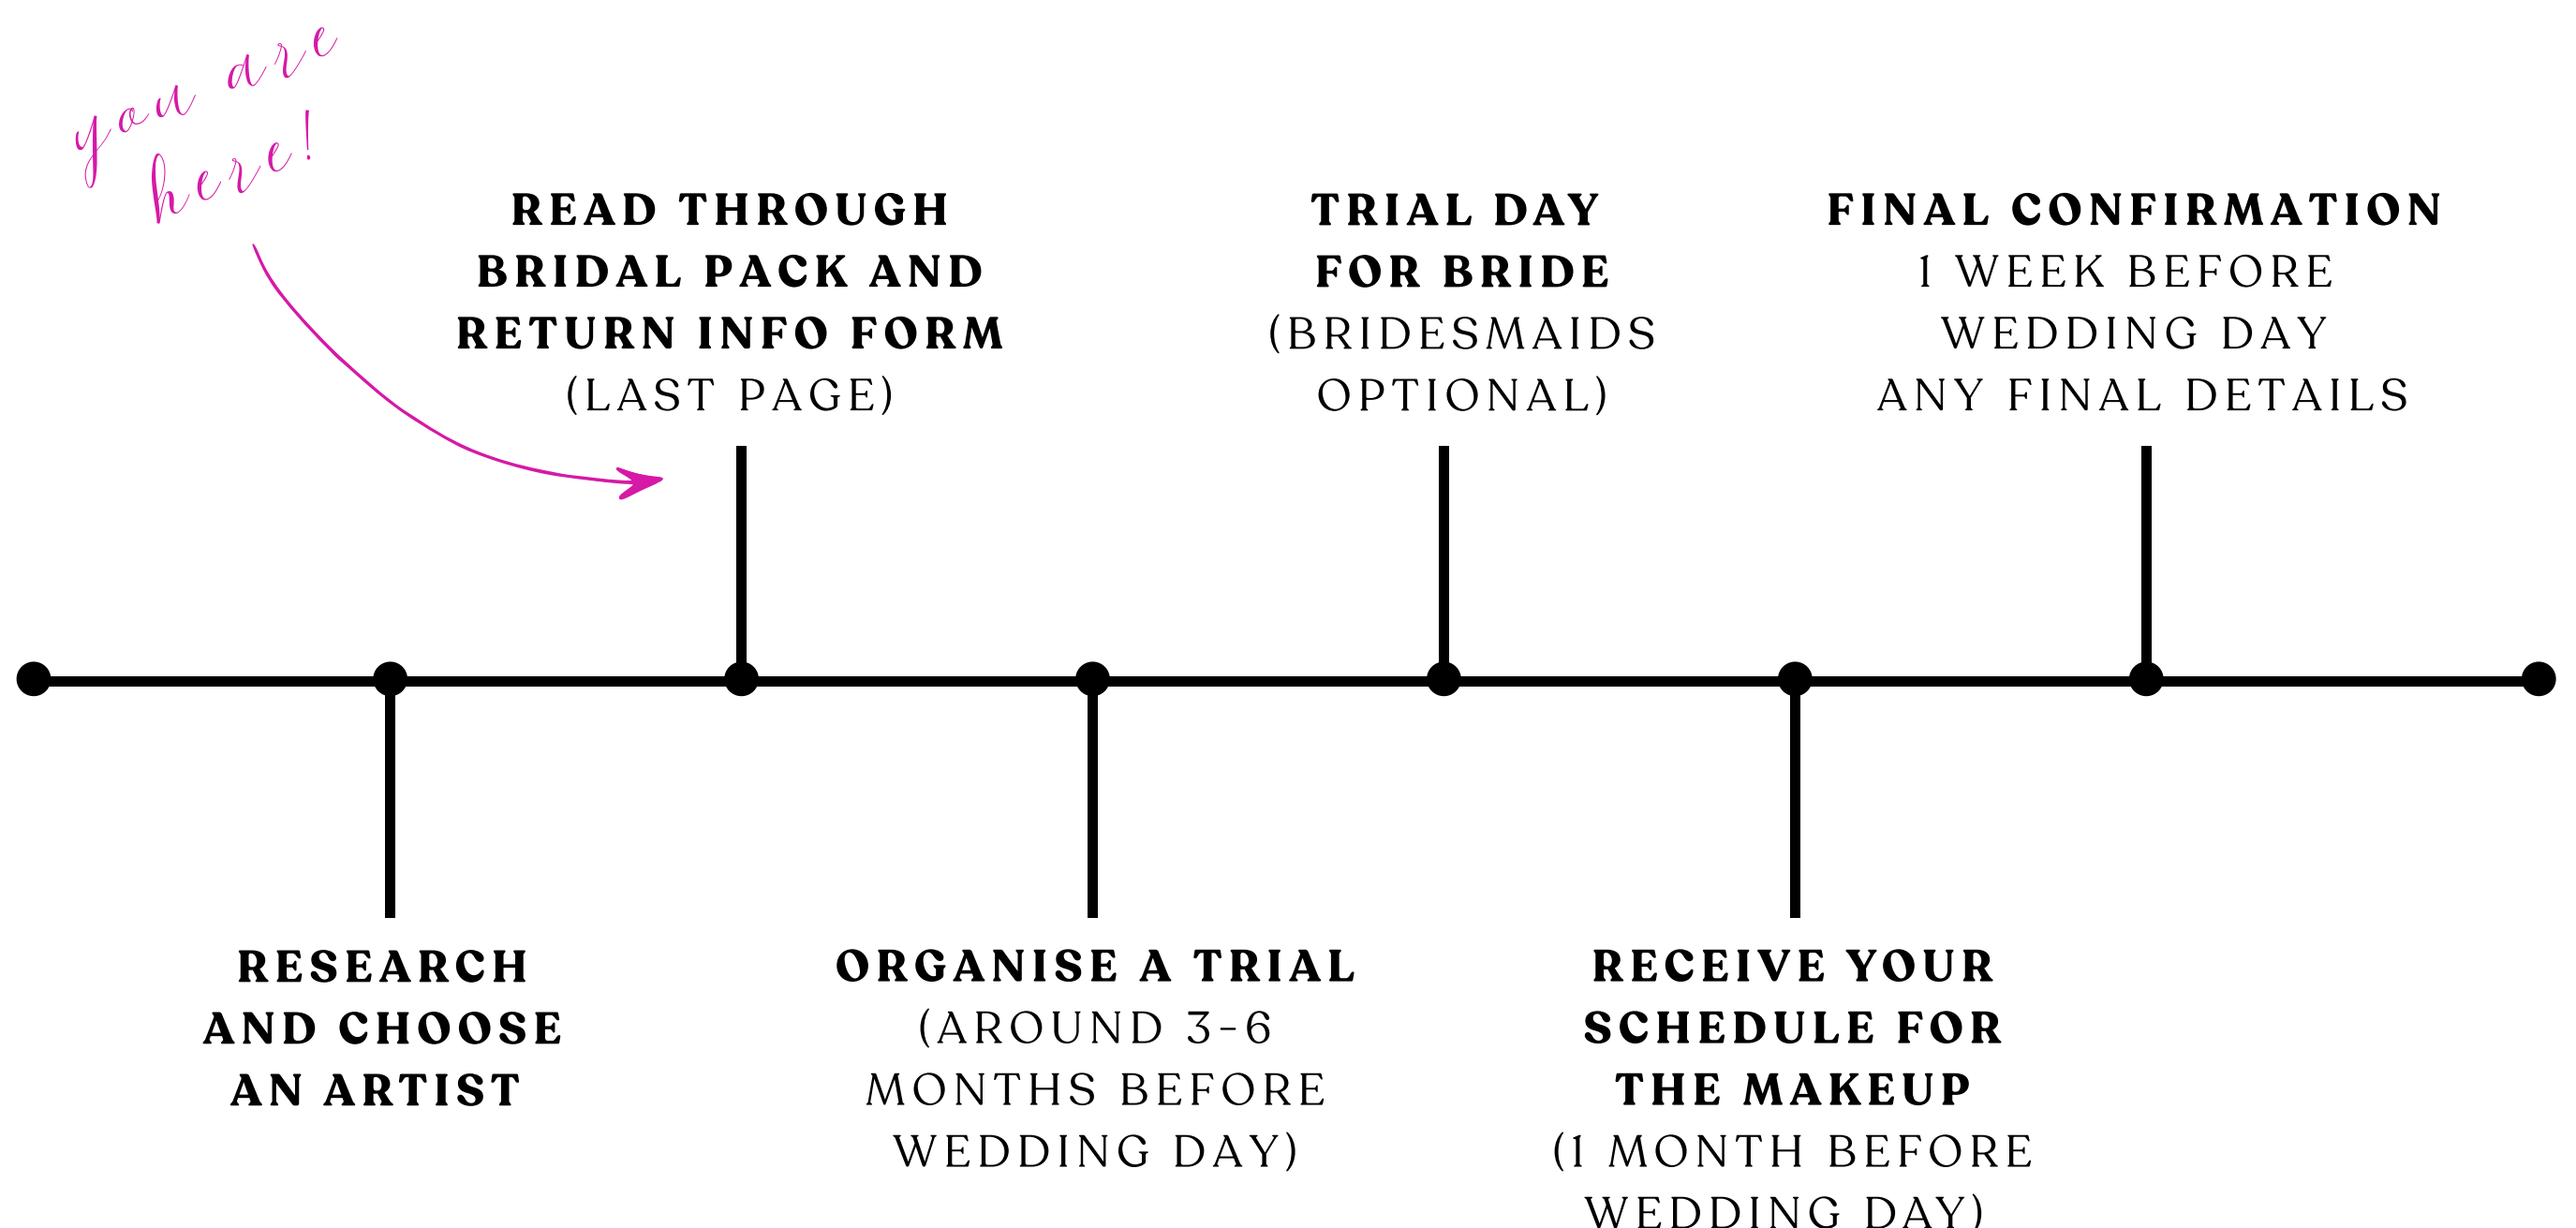 you are
here!
READ THROUGH
BRIDAL PACK AND
RETURN INFO FORM
(LAST PAGE)
TRIAL DAY
FOR BRIDE
(BRIDESMAIDS
OPTIONAL)
FINAL CONFIRMATION
1 WEEK BEFORE
WEDDING DAY
ANY FINAL DETAILS
RESEARCH
AND CHOOSE
AN ARTIST
ORGANISE A TRIAL
(AROUND 3-6
MONTHS BEFORE
WEDDING DAY)
RECEIVE YOUR
SCHEDULE FOR
THE MAKEUP
(1 MONTH BEFORE
WEDDING DAY)